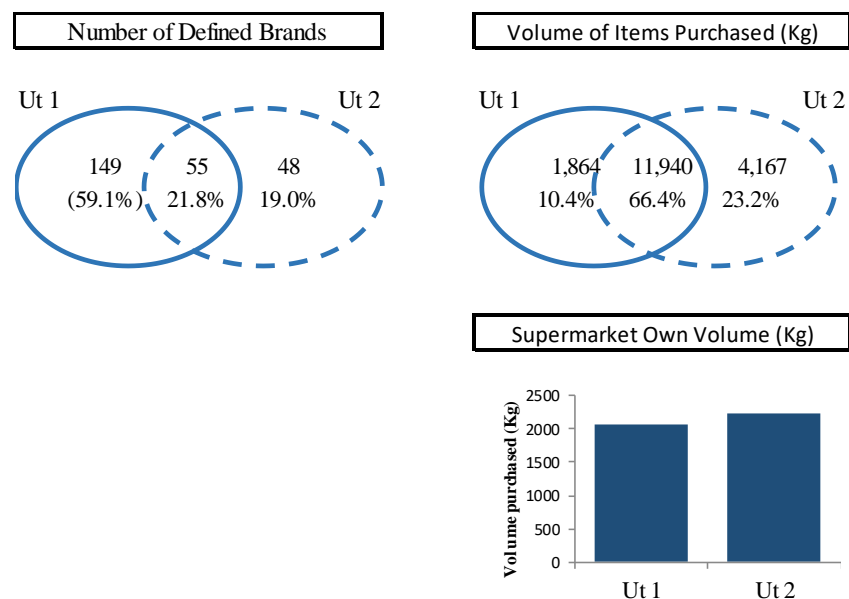 Number of Defined Brands
Volume of Items Purchased (Kg)
Ut 1
Ut 2
149 55 48
(59.1%) 21.8% 19.0%
Ut 1
Ut 2
1,864 11,940 4,167
10.4% 66.4% 23.2%
Supermarket Own Volume (Kg)
Volume purchased (Kg)
2500
2000
1500
1000
500
0
Ut 1 Ut 2